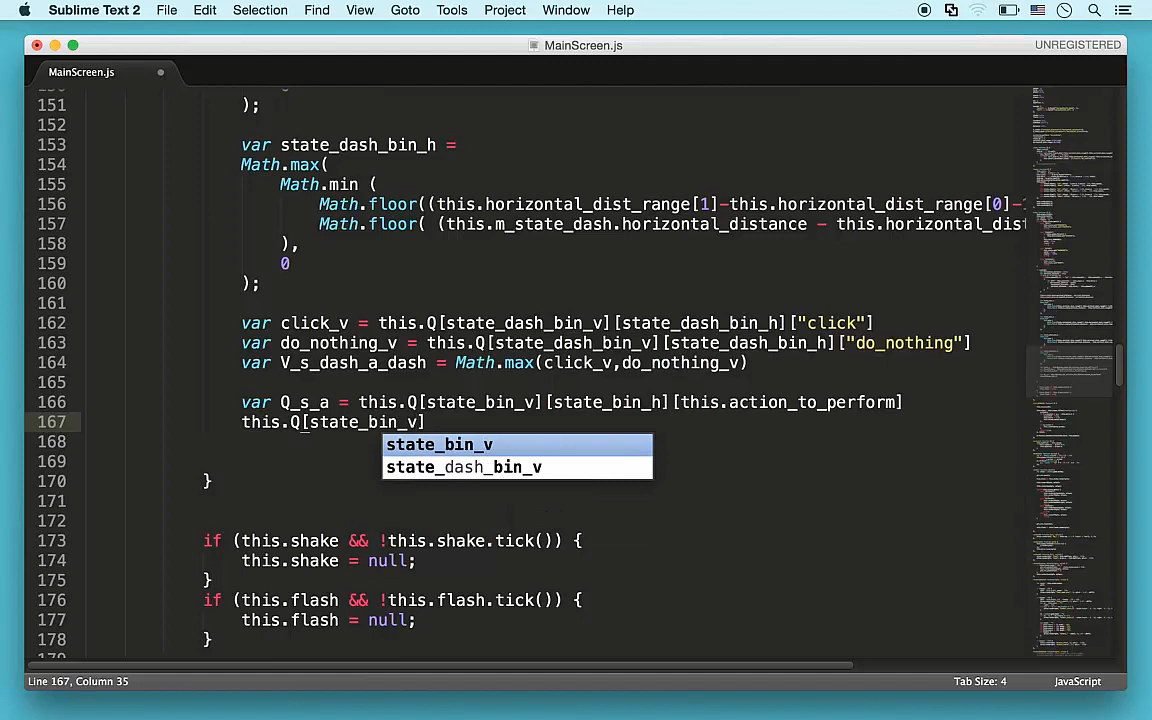 Sublime Text 2 File Edit Selection Find View Goto Tools Project Window Help
MainScreen.js UNREGISTERED
MainScreen.js
151 );
152
153 var state_dash_bin_h =
154 Math.max(
155 Math.min (
156 Math.floor((this.horizontal_dist_range[1]-this.horizontal_dist_range[0]-
157 Math.floor( (this.m_state_dash.horizontal_distance - this.horizontal_dist
158 ),
159 0
160 );
161
162 var click_v = this.Q[state_dash_bin_v][state_dash_bin_h]["click"]
163 var do_nothing_v = this.Q[state_dash_bin_v][state_dash_bin_h]["do_nothing"]
164 var V_s_dash_a_dash = Math.max(click_v,do_nothing_v)
165
166 var Q_s_a = this.Q[state_bin_v][state_bin_h][this.action_to_perform]
167 this.Q[state_bin_v]
168 state_bin_v
169 state_dash_bin_v
170 }
171
172
173 if (this.shake && !this.shake.tick()) {
174 this.shake = null;
175 }
176 if (this.flash && !this.flash.tick()) {
177 this.flash = null;
178 }
Line 167, Column 35 Tab Size: 4 JavaScript